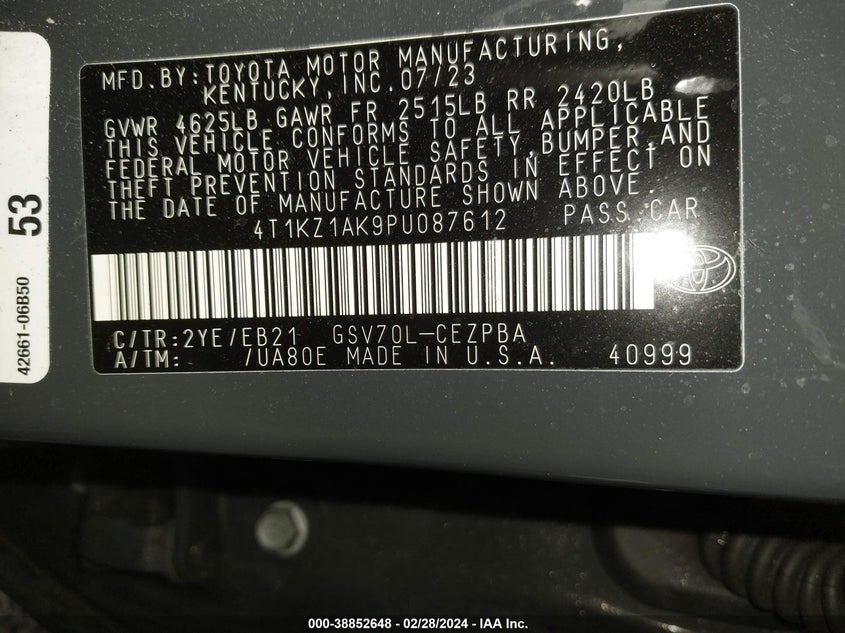 MFD.BY:TOYOTA MOTOR MANUFACTURING,
KENTUCKY,INC.07/23
GVWR 4625LB GAWR FR 2515LB RR 2420LB
THIS VEHICLE CONFORMS TO ALL APPLICABLE
FEDERAL MOTOR VEHICLE SAFETY,BUMPER,AND
THEFT PREVENTION STANDARDS IN EFFECT ON
THE DATE OF MANUFACTURE SHOWN ABOVE.
4T1KZ1AK9PU087612 PASS.CAR
C/TR:2YE/EB21 GSV70L-CEZPBA
A/TM: /UA80E MADE IN U.S.A. 40999
53
42661-06B50
000-38852648 - 02/28/2024 - IAA Inc.